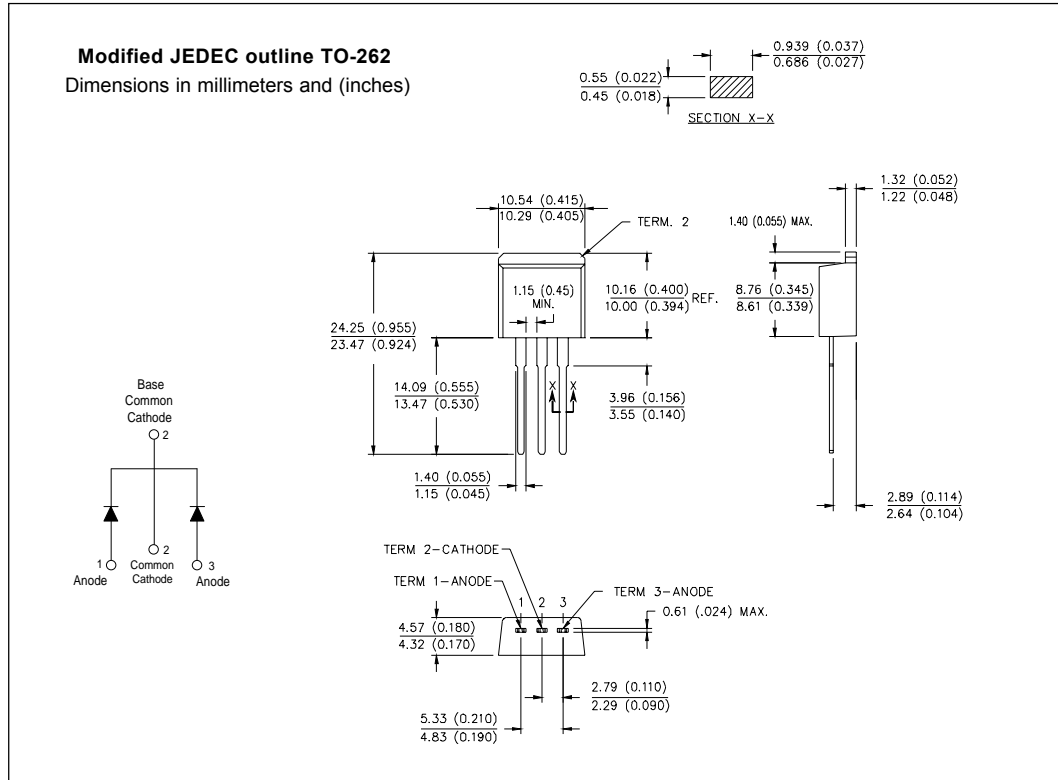 Modified JEDEC outline TO-262
Dimensions in millimeters and (inches)
0.939 (0.037)
0.686 (0.027)
0.55 (0.022)
0.45 (0.018)
SECTION X-X
1.32 (0.052)
1.22 (0.048)
1.40 (0.055) MAX.
10.54 (0.415)
10.29 (0.405)
TERM. 2
1.15 (0.45)
MIN.
10.16 (0.400)
10.00 (0.394)
REF.
8.76 (0.345)
8.61 (0.339)
24.25 (0.955)
23.47 (0.924)
14.09 (0.555)
13.47 (0.530)
X X
3.96 (0.156)
3.55 (0.140)
1.40 (0.055)
1.15 (0.045)
2.89 (0.114)
2.64 (0.104)
Base
Common
Cathode
2
1 2 3
Anode Common Cathode Anode
TERM 2-CATHODE
TERM 1-ANODE
TERM 3-ANODE
1 2 3
0.61 (.024) MAX.
4.57 (0.180)
4.32 (0.170)
2.79 (0.110)
2.29 (0.090)
5.33 (0.210)
4.83 (0.190)